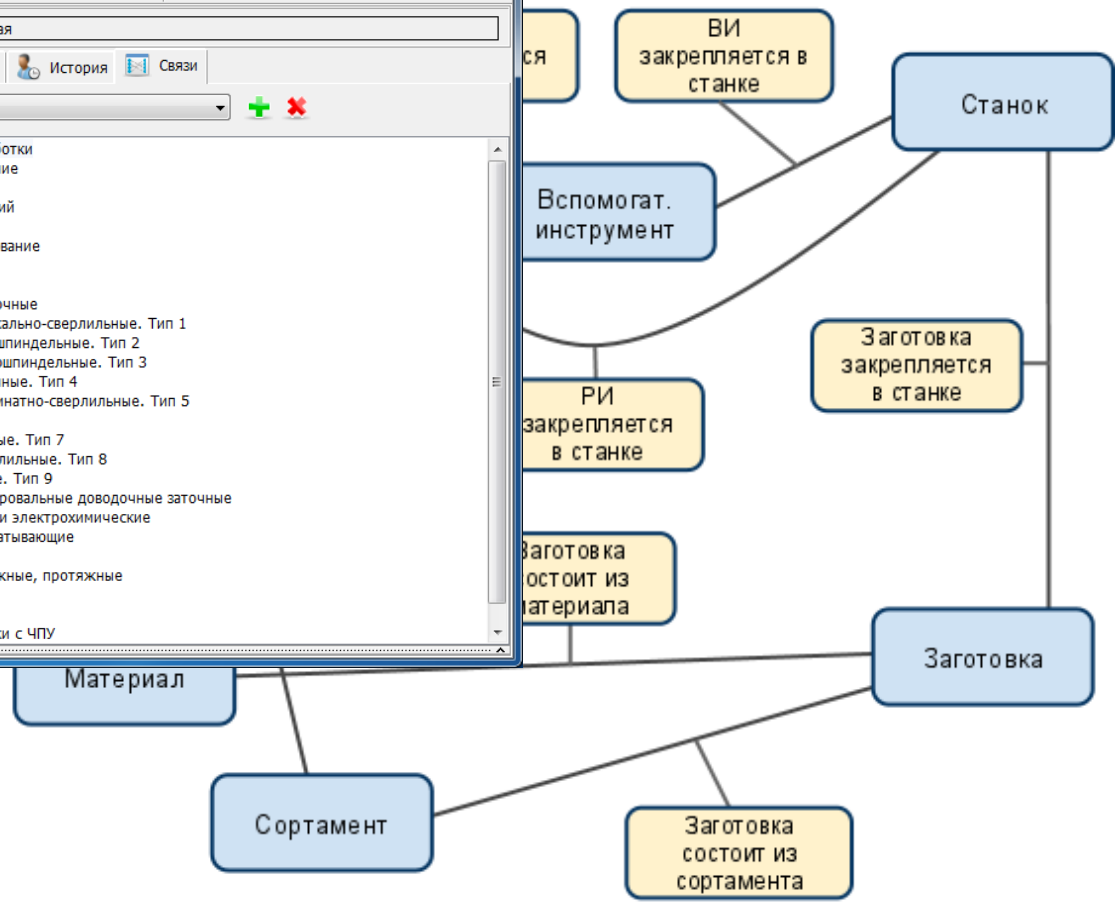 ая
История
Связи
отки
ние
ий
вание
очные
кально-сверлильные. Тип 1
шпиндельные. Тип 2
ошпиндельные. Тип 3
ные. Тип 4
инатно-сверлильные. Тип 5
ые. Тип 7
лильные. Тип 8
е. Тип 9
ровальные доводочные заточные
и электрохимические
атывающие
жные, протяжные
ки с ЧПУ
ся
ВИ
закрепляется в
станке
Станок
Вспомогат.
инструмент
Заготовка
закрепляется
в станке
РИ
закрепляется
в станке
Заготовка
состоит из
материала
Материал
Заготовка
Сортамент
Заготовка
состоит из
сортамента